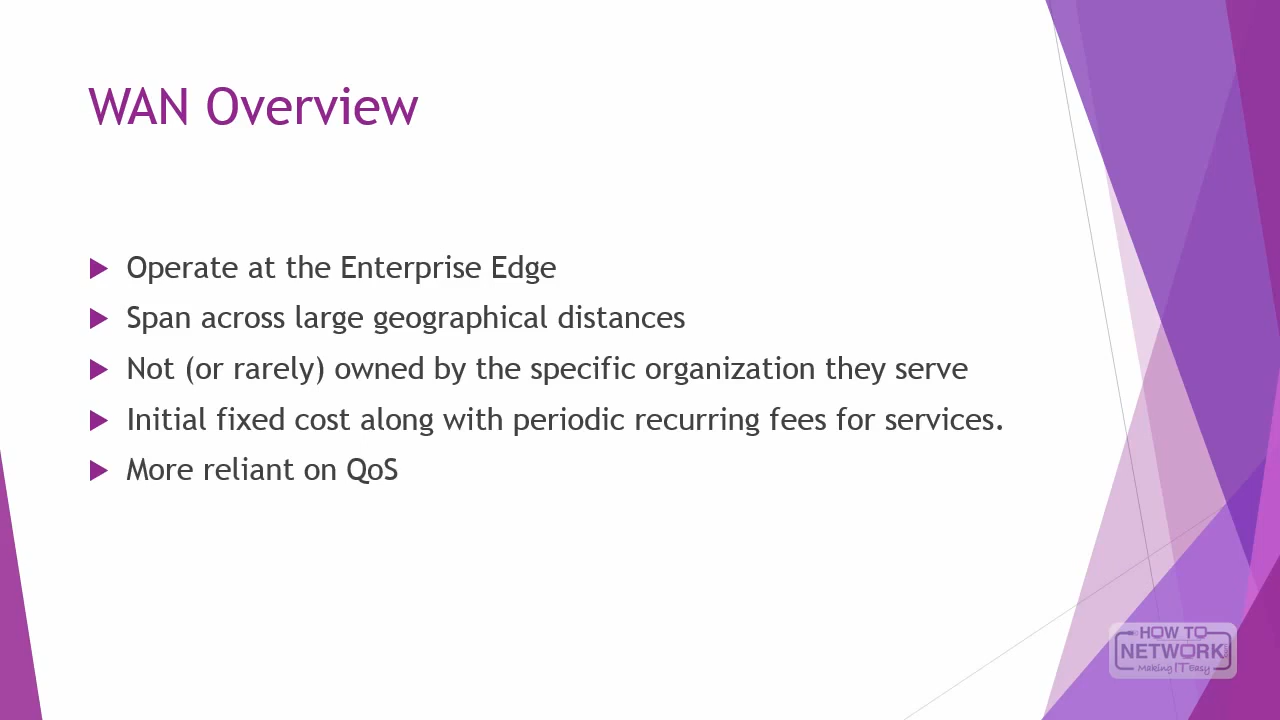 WAN Overview
Operate at the Enterprise Edge
Span across large geographical distances
Not (or rarely) owned by the specific organization they serve
Initial fixed cost along with periodic recurring fees for services.
More reliant on QoS
HOW TO
NETWORK
Making IT Easy